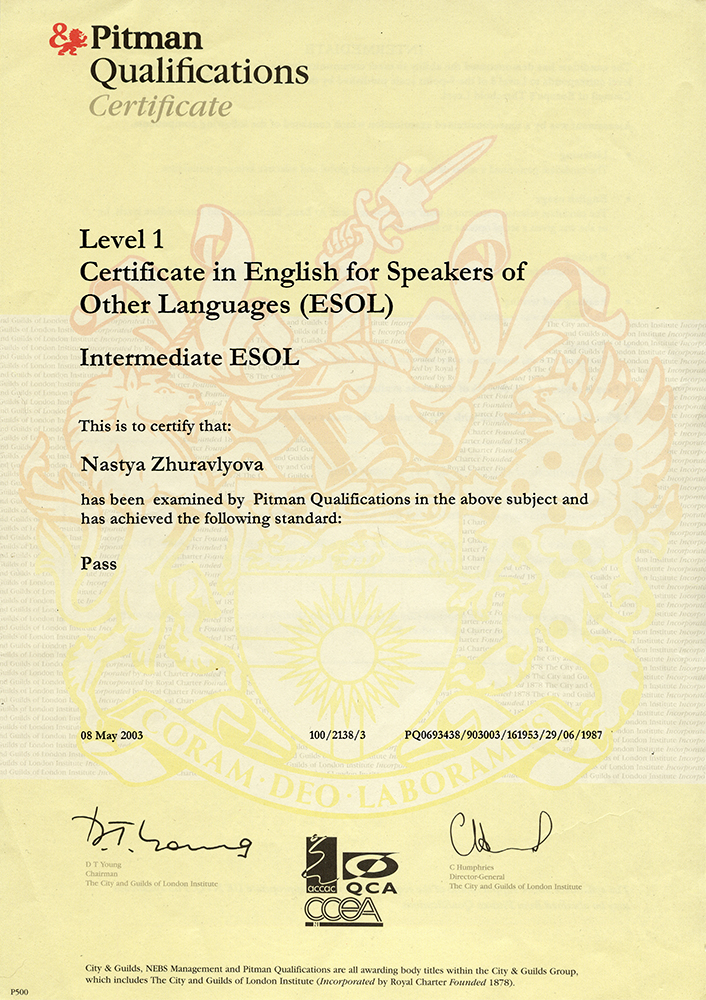 Pitman
Qualifications
Certificate
Level 1
Certificate in English for Speakers of
Other Languages (ESOL)
Intermediate ESOL
This is to certify that:
Nastya Zhuravlyova
has been examined by Pitman Qualifications in the above subject and
has achieved the following standard:
Pass
08 May 2003 100/2138/3 PQ0693438/903003/161953/29/06/1987
CORAM · DEO · LABORAMUS
D T Young
Chairman
The City and Guilds of London Institute
accac
QCA
CCEA
C Humphries
Director-General
The City and Guilds of London Institute
City & Guilds, NEBS Management and Pitman Qualifications are all awarding body titles within the City & Guilds Group,
which includes The City and Guilds of London Institute (Incorporated by Royal Charter Founded 1878).
P500